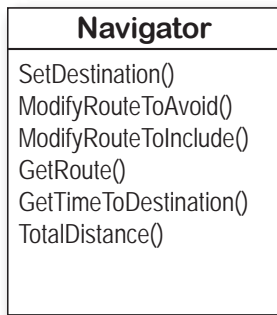 Navigator
SetDestination()
ModifyRouteToAvoid()
ModifyRouteToInclude()
GetRoute()
GetTimeToDestination()
TotalDistance()